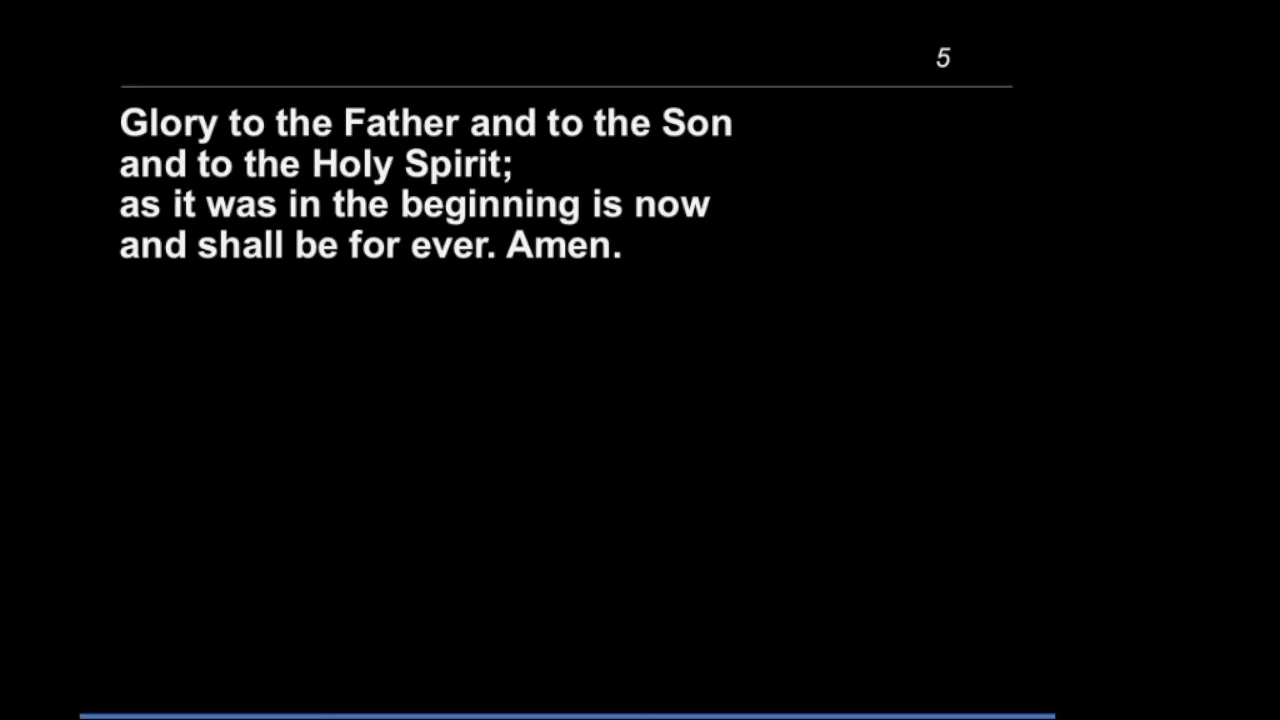 5
Glory to the Father and to the Son
and to the Holy Spirit;
as it was in the beginning is now
and shall be for ever. Amen.